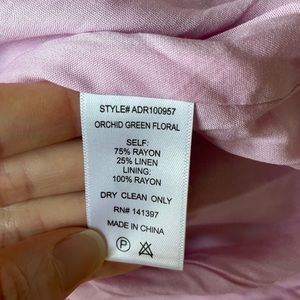 STYLE# ADR100957
ORCHID GREEN FLORAL
SELF:
75% RAYON
25% LINEN
LINING:
100% RAYON
DRY CLEAN ONLY
RN# 141397
MADE IN CHINA
P